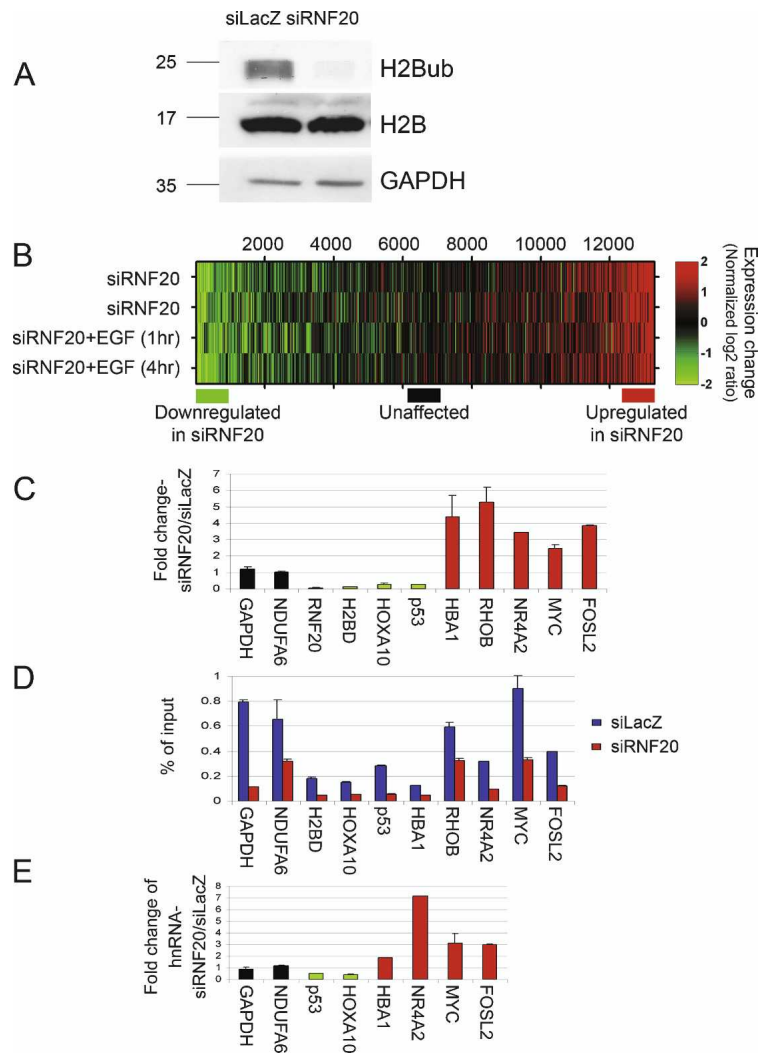 siLacZ siRNF20
A
25
H2Bub
17
H2B
35
GAPDH
B
2000 4000 6000 8000 10000 12000
siRNF20
siRNF20
siRNF20+EGF (1hr)
siRNF20+EGF (4hr)
2
1
0
-1
-2
Expression change
(Normalized log2 ratio)
Downregulated
in siRNF20
Unaffected
Upregulated
in siRNF20
C
Fold change-
siRNF20/siLacZ
7
6
5
4
3
2
1
0
GAPDH
NDUFA6
RNF20
H2BD
HOXA10
p53
HBA1
RHOB
NR4A2
MYC
FOSL2
D
% of input
1
0.8
0.6
0.4
0.2
0
GAPDH
NDUFA6
H2BD
HOXA10
p53
HBA1
RHOB
NR4A2
MYC
FOSL2
siLacZ
siRNF20
E
Fold change of
hnRNA-
siRNF20/siLacZ
8
7
6
5
4
3
2
1
0
GAPDH
NDUFA6
p53
HOXA10
HBA1
NR4A2
MYC
FOSL2